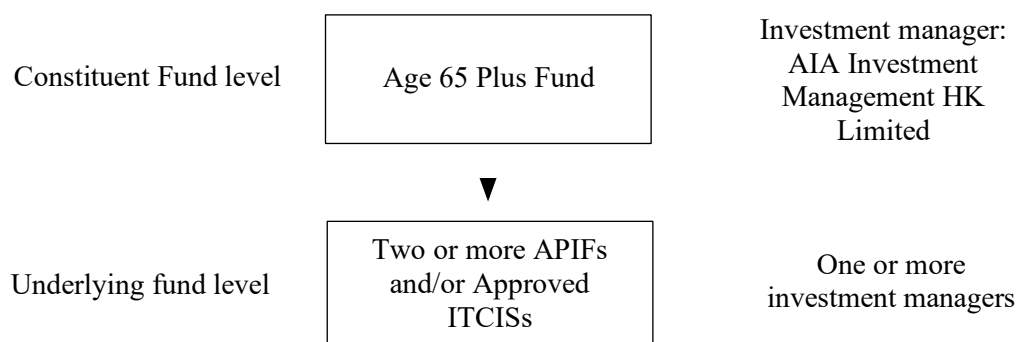 Constituent Fund level
Age 65 Plus Fund
Investment manager:
AIA Investment
Management HK
Limited
Underlying fund level
Two or more APIFs
and/or Approved
ITCISs
One or more
investment managers